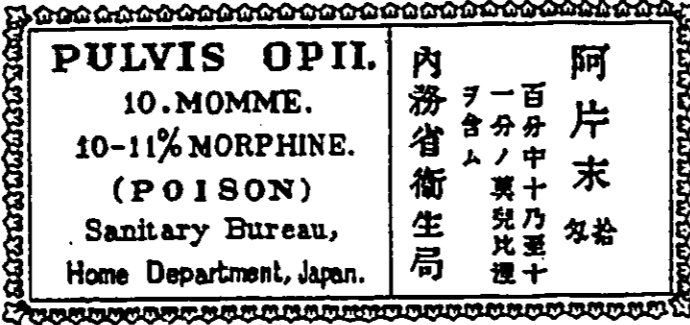 PULVIS OPII.
10.MOMME.
10-11% MORPHINE.
(POISON)
Sanitary Bureau,
Home Department, Japan.
阿片末 拾匁
百分中十乃至十
一分ノ莫兒比涅
ヲ含ム
内務省衞生局